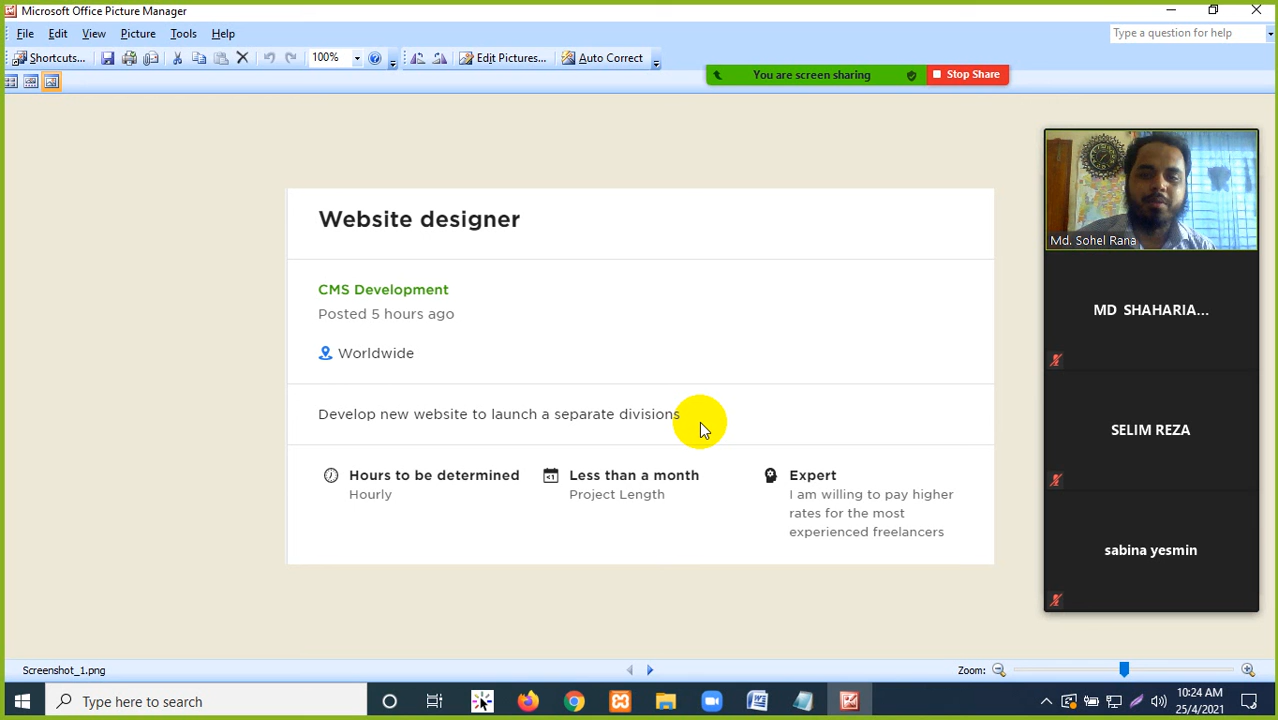 Microsoft Office Picture Manager
File Edit View Picture Tools Help
Type a question for help
Shortcuts... 100% Edit Pictures... Auto Correct
You are screen sharing Stop Share
Website designer
Md. Sohel Rana
CMS Development
Posted 5 hours ago
MD SHAHARIA...
Worldwide
Develop new website to launch a separate divisions
SELIM REZA
Hours to be determined
Hourly
Less than a month
Project Length
Expert
I am willing to pay higher
rates for the most
experienced freelancers
sabina yesmin
Screenshot_1.png
Zoom:
Type here to search
10:24 AM
25/4/2021